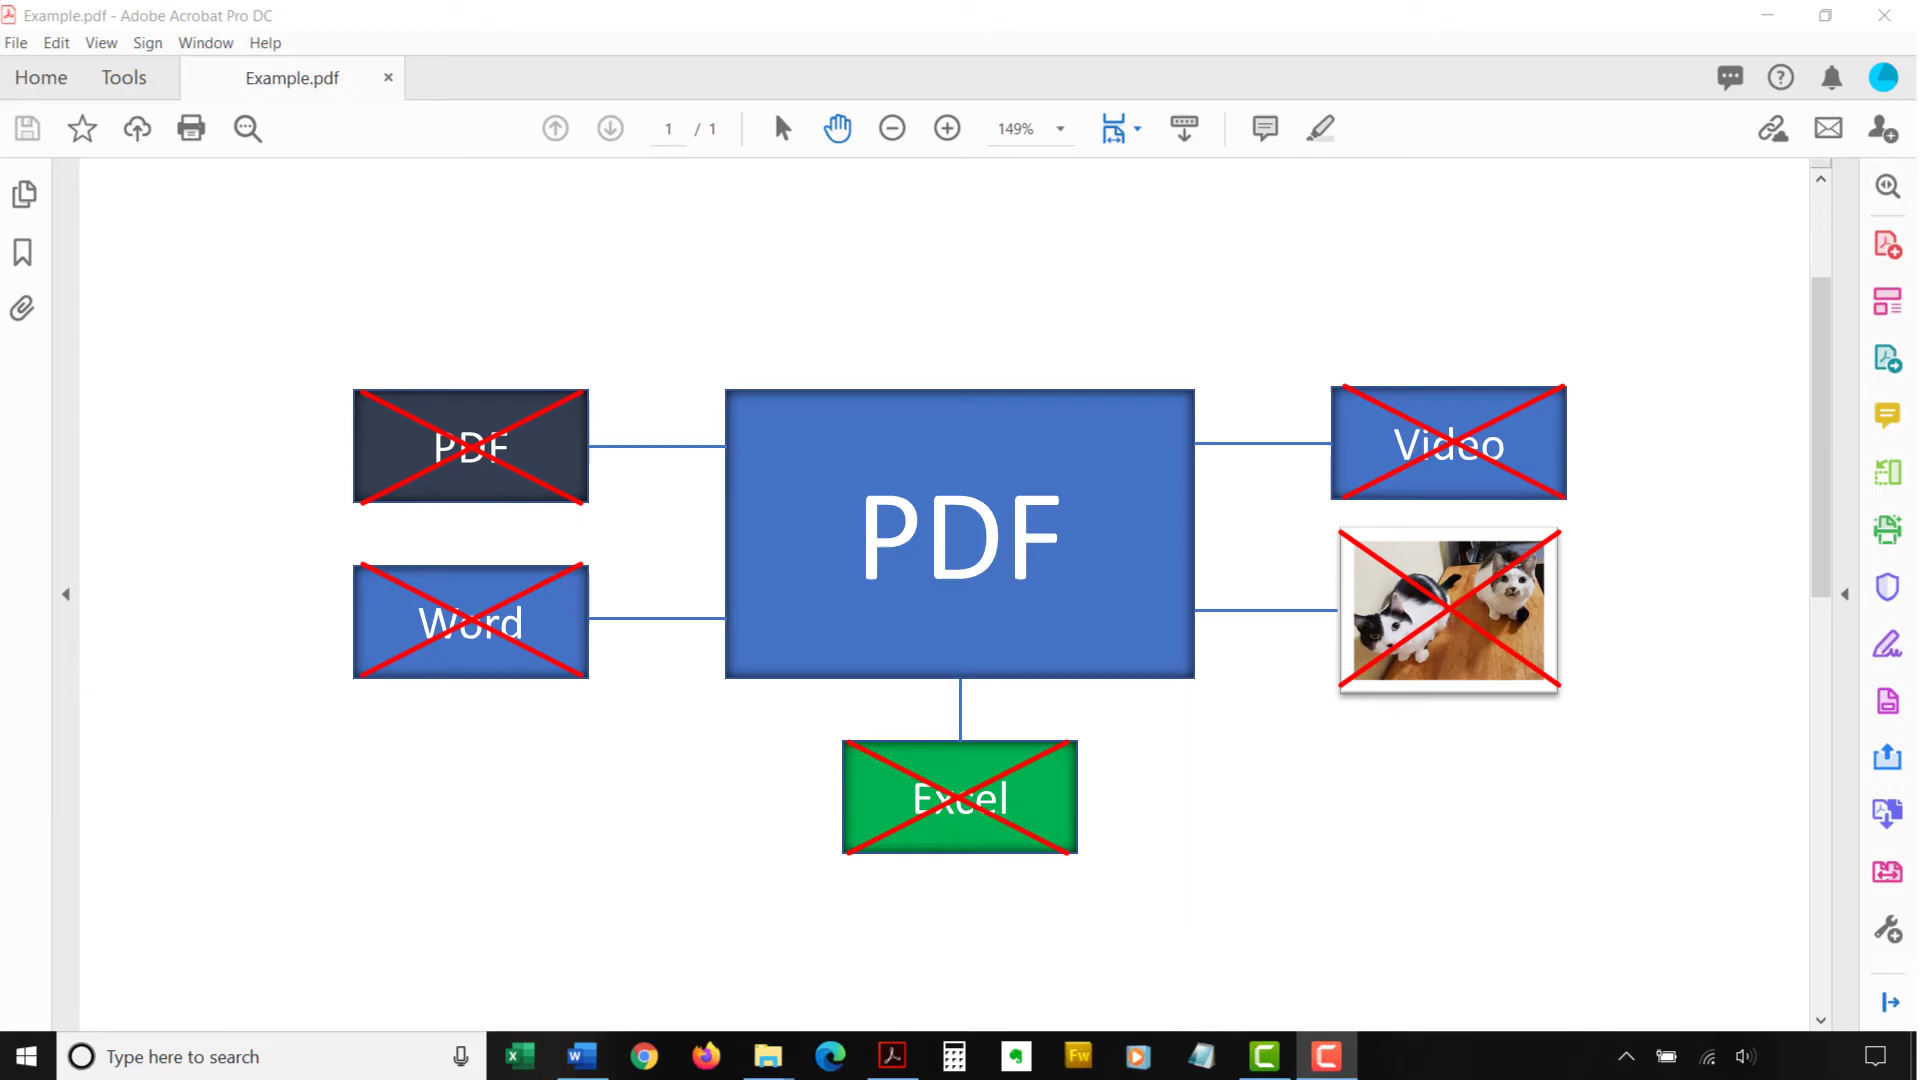 Example.pdf - Adobe Acrobat Pro DC
File Edit View Sign Window Help
Home Tools Example.pdf
1 / 1 149%
PDF
PDF
Video
Word
Excel
Type here to search
Fw